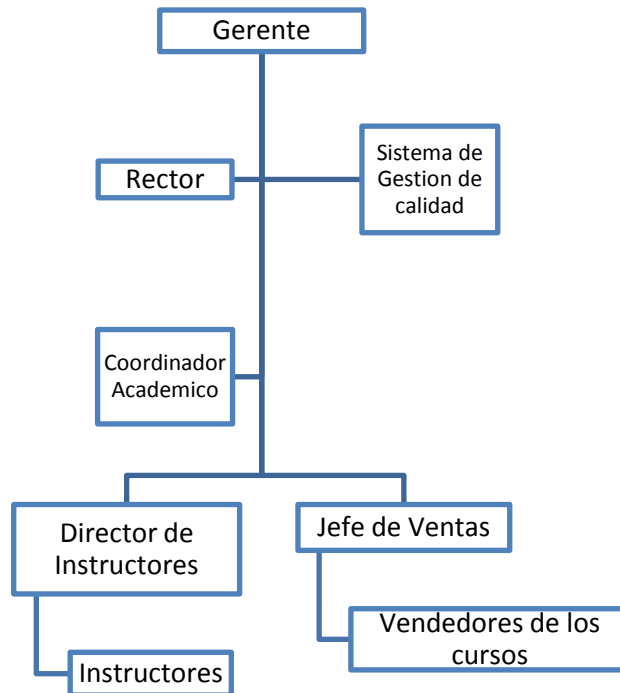 Gerente
Rector
Sistema de
Gestion de
calidad
Coordinador
Academico
Director de
Instructores
Jefe de Ventas
Instructores
Vendedores de los
cursos